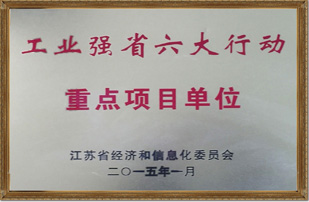 工业强省六大行动
重点项目单位
江苏省经济和信息化委员会
二〇一五年一月